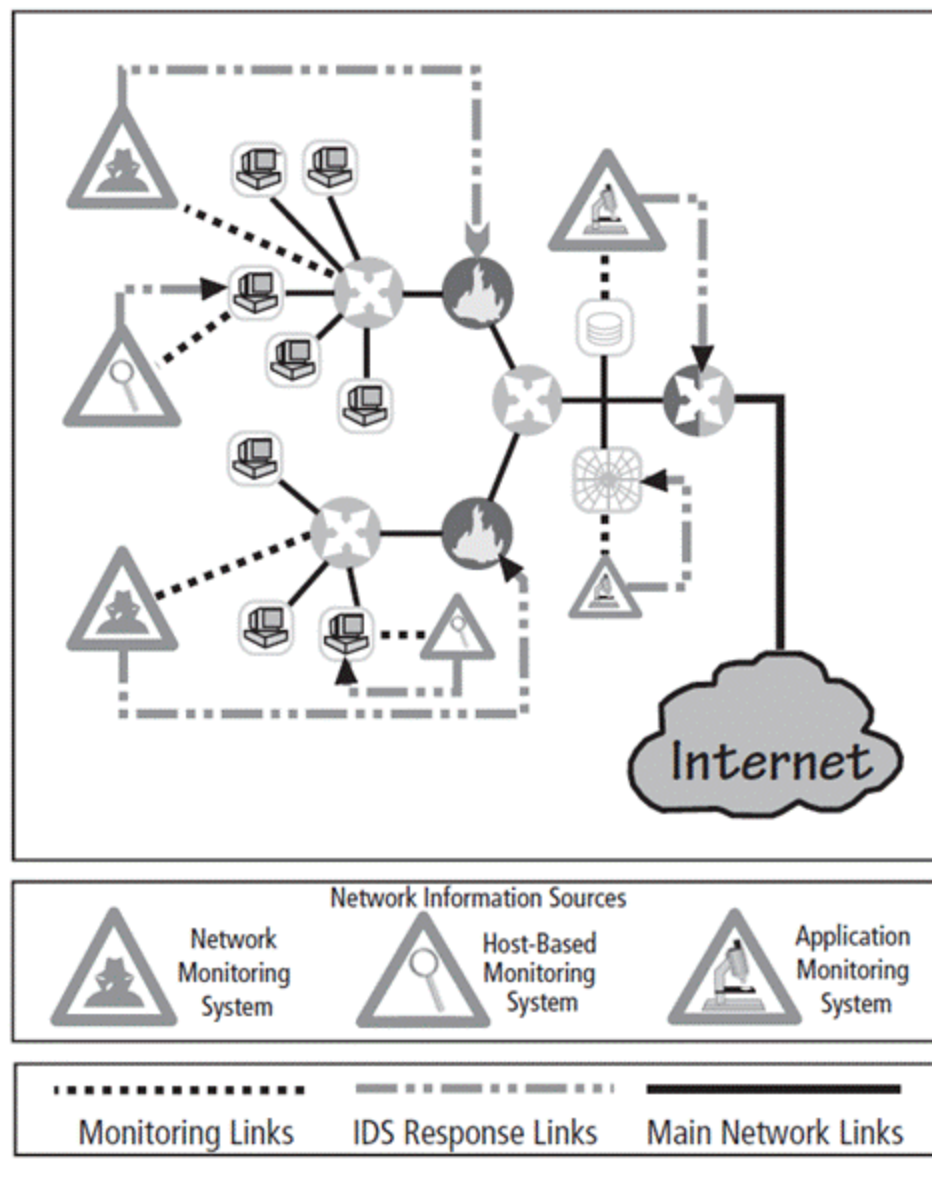 Internet
Network Information Sources
Network
Monitoring
System
Host-Based
Monitoring
System
Application
Monitoring
System
Monitoring Links
IDS Response Links
Main Network Links